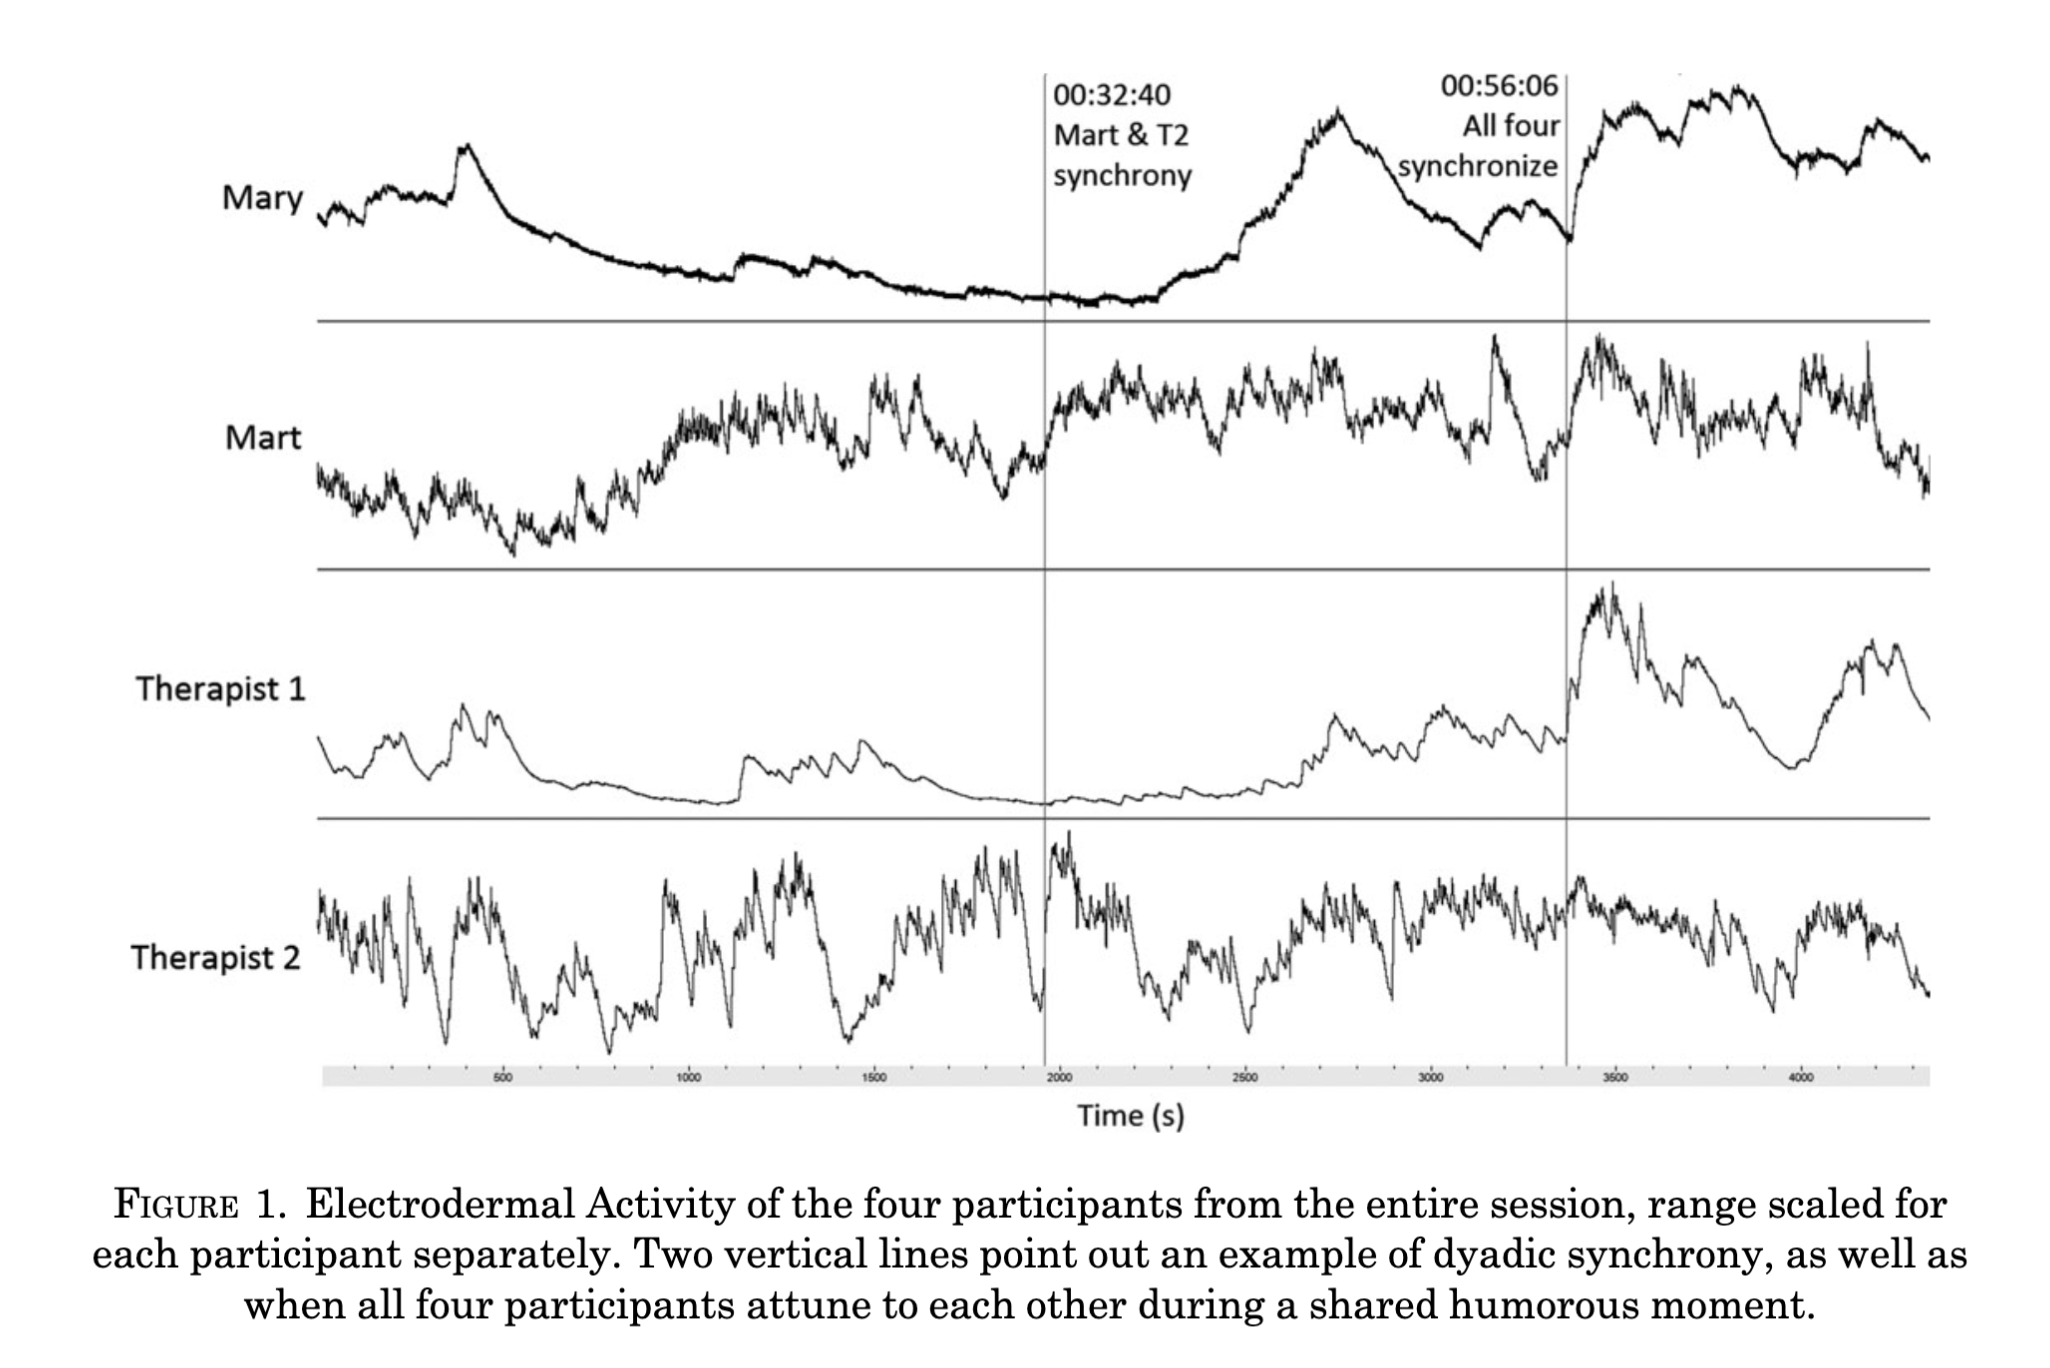 00:32:40
Mart & T2
synchrony
00:56:06
All four
synchronize
Mary
Mart
Therapist 1
Therapist 2
500 1000 1500 2000 2500 3000 3500 4000
Time (s)
FIGURE 1. Electrodermal Activity of the four participants from the entire session, range scaled for
each participant separately. Two vertical lines point out an example of dyadic synchrony, as well as
when all four participants attune to each other during a shared humorous moment.